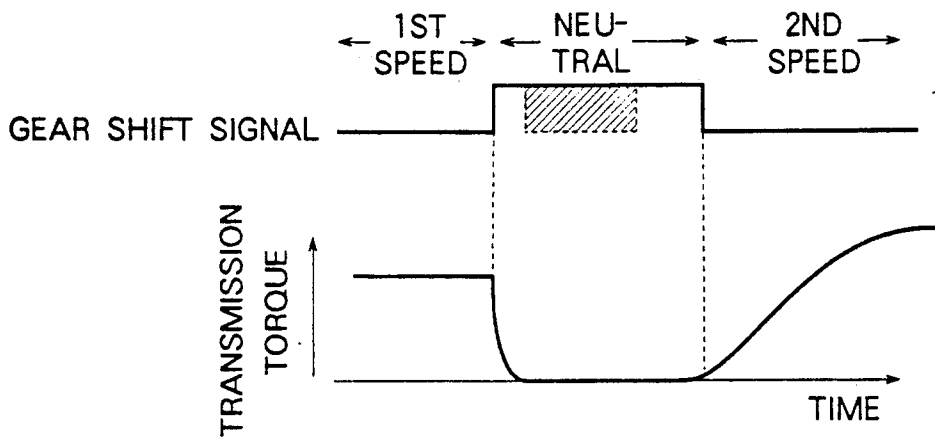 1ST
SPEED
NEU-
TRAL
2ND
SPEED
GEAR SHIFT SIGNAL
TRANSMISSION
TORQUE
TIME